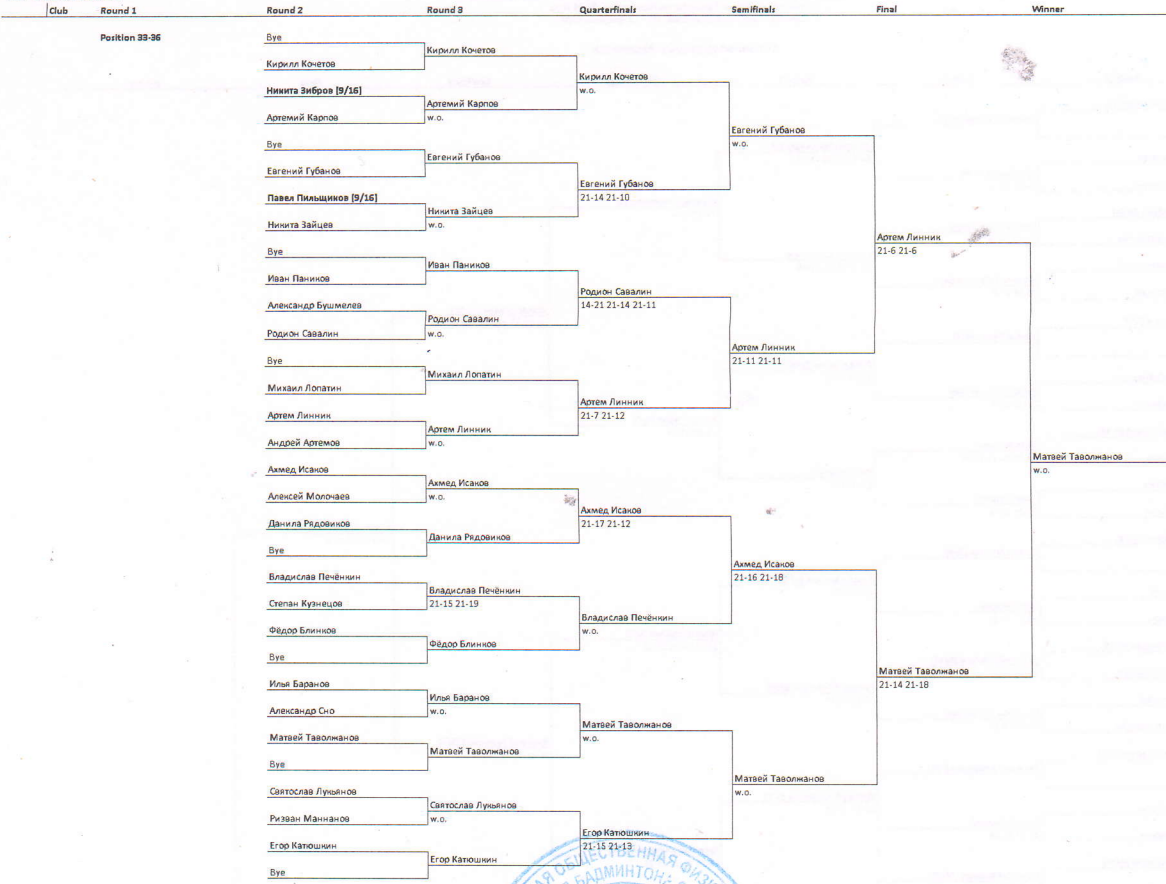 Club Round 1 Round 2 Round 3 Quarterfinals Semifinals Final Winner
Position 33-36 Bye
Кирилл Кочетов
Кирилл Кочетов
Кирилл Кочетов
Никита Зибров [9/16] w.o.
Артемий Карпов
Артемий Карпов w.o.
Евгений Губанов
Bye w.o.
Евгений Губанов
Евгений Губанов
Евгений Губанов
Павел Пильщиков [9/16] 21-14 21-10
Никита Зайцев
Никита Зайцев w.o.
Артем Линник
Bye 21-6 21-6
Иван Паников
Иван Паников
Родион Савалин
Александр Бушмелев 14-21 21-14 21-11
Родион Савалин
Родион Савалин w.o.
Артем Линник
Bye 21-11 21-11
Михаил Лопатин
Михаил Лопатин
Артем Линник
Артем Линник 21-7 21-12
Артем Линник
Андрей Артемов w.o.
Матвей Таволжанов
Ахмед Исаков w.o.
Ахмед Исаков
Алексей Молочаев w.o.
Ахмед Исаков
Данила Рядовиков 21-17 21-12
Данила Рядовиков
Bye
Ахмед Исаков
Владислав Печёнкин 21-16 21-18
Владислав Печёнкин
Степан Кузнецов 21-15 21-19
Владислав Печёнкин
Фёдор Блинков w.o.
Фёдор Блинков
Bye
Матвей Таволжанов
Илья Баранов 21-14 21-18
Илья Баранов
Александр Сно w.o.
Матвей Таволжанов
Матвей Таволжанов w.o.
Матвей Таволжанов
Bye
Матвей Таволжанов
Святослав Лукьянов w.o.
Святослав Лукьянов
Ризван Маннанов w.o.
Егор Катюшкин
Егор Катюшкин 21-15 21-13
Егор Катюшкин
Bye
АЯ ОБЩЕСТВЕННАЯ ФИЗ
БАДМИНТОНА